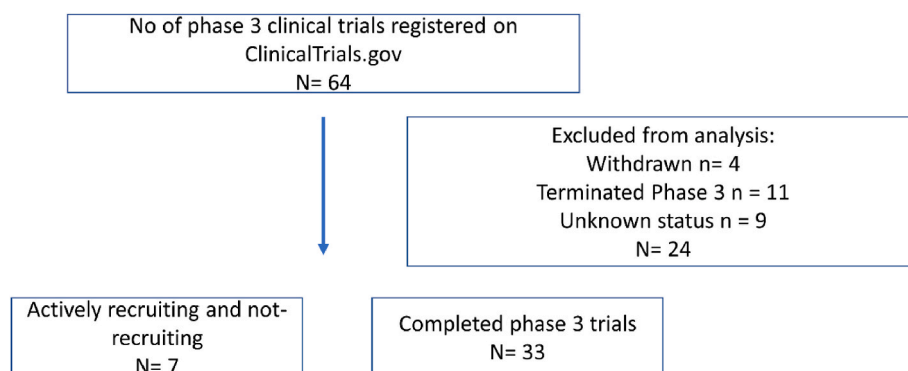 No of phase 3 clinical trials registered on
ClinicalTrials.gov
N= 64
Excluded from analysis:
Withdrawn n= 4
Terminated Phase 3 n = 11
Unknown status n = 9
N= 24
Actively recruiting and not-
recruiting
N= 7
Completed phase 3 trials
N= 33